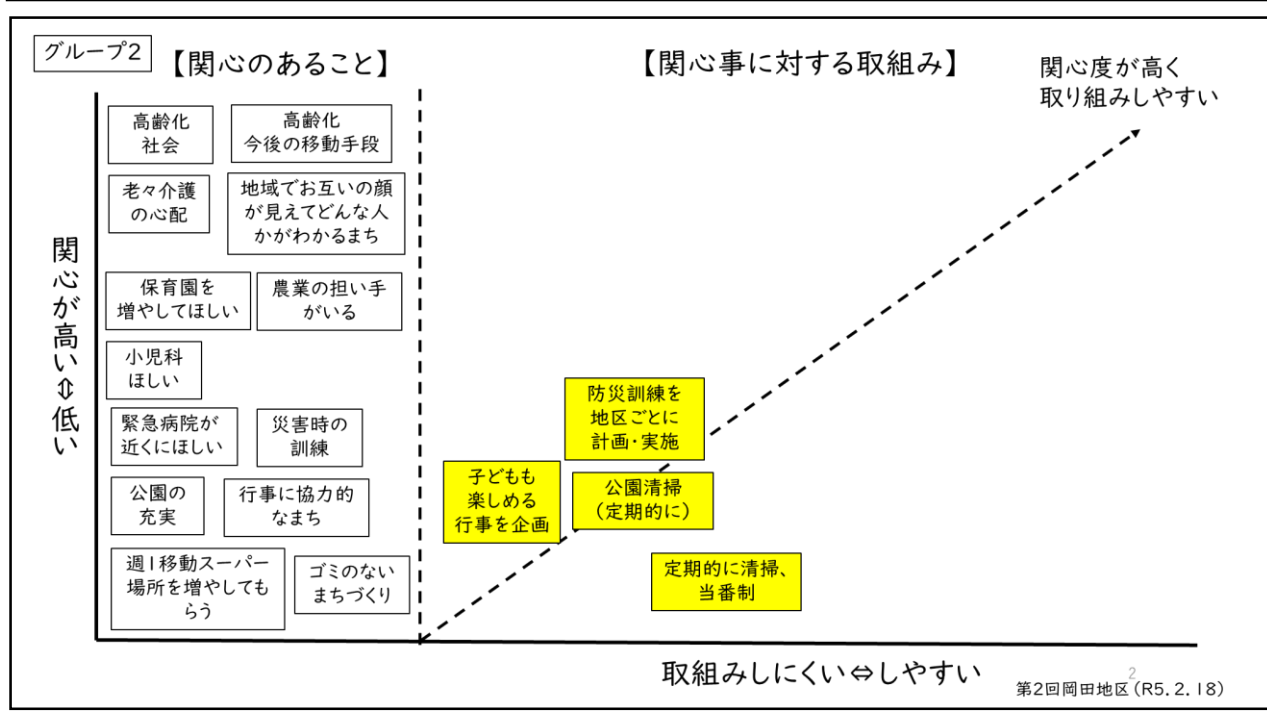 グループ2
【関心のあること】
【関心事に対する取組み】
関心度が高く
取り組みしやすい
高齢化
社会
高齢化
今後の移動手段
老々介護
の心配
地域でお互いの顔
が見えてどんな人
かがわかるまち
保育園を
増やしてほしい
農業の担い手
がいる
小児科
ほしい
緊急病院が
近くにほしい
災害時の
訓練
公園の
充実
行事に協力的
なまち
週1移動スーパー
場所を増やしても
らう
ゴミのない
まちづくり
関心が高い⇕低い
防災訓練を
地区ごとに
計画・実施
子どもも
楽しめる
行事を企画
公園清掃
(定期的に)
定期的に清掃、
当番制
取組みしにくい⇔しやすい
2
第2回岡田地区(R5.2.18)